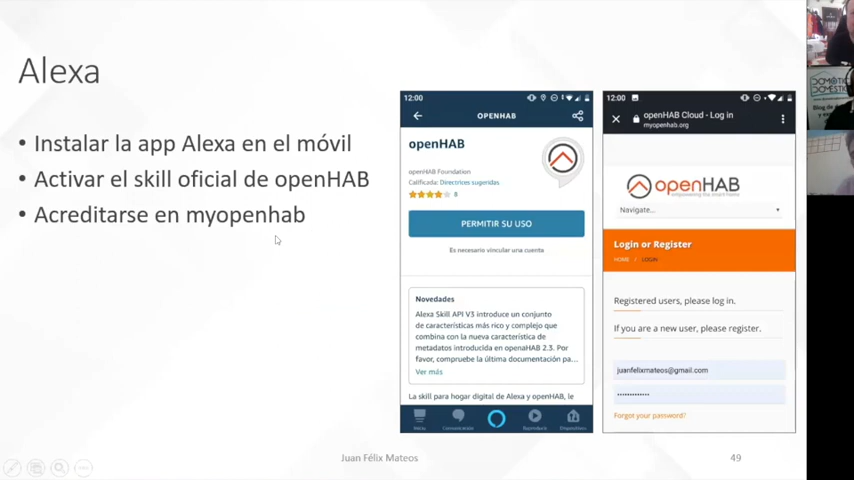 Alexa
• Instalar la app Alexa en el móvil
• Activar el skill oficial de openHAB
• Acreditarse en myopenhab
12:00
OPENHAB
openHAB
openHAB Foundation
Calificada: Directrices sugeridas
8
PERMITIR SU USO
Es necesario vincular una cuenta
Novedades
Alexa Skill API V3 introduce un conjunto
de características más rico y complejo que
combina con la nueva característica de
metadatos introducida en openaHAB 2.3. Por
favor, compruebe la última documentación pa...
Ver más
La skill para hogar digital de Alexa y openHAB, le
12:00
openHAB Cloud - Log in
myopenhab.org
openHAB
empowering the smart home
Navigate...
Login or Register
HOME / LOGIN
Registered users, please log in.
If you are a new user, please register.
juanfelixmateos@gmail.com
Forgot your password?
Juan Félix Mateos
49